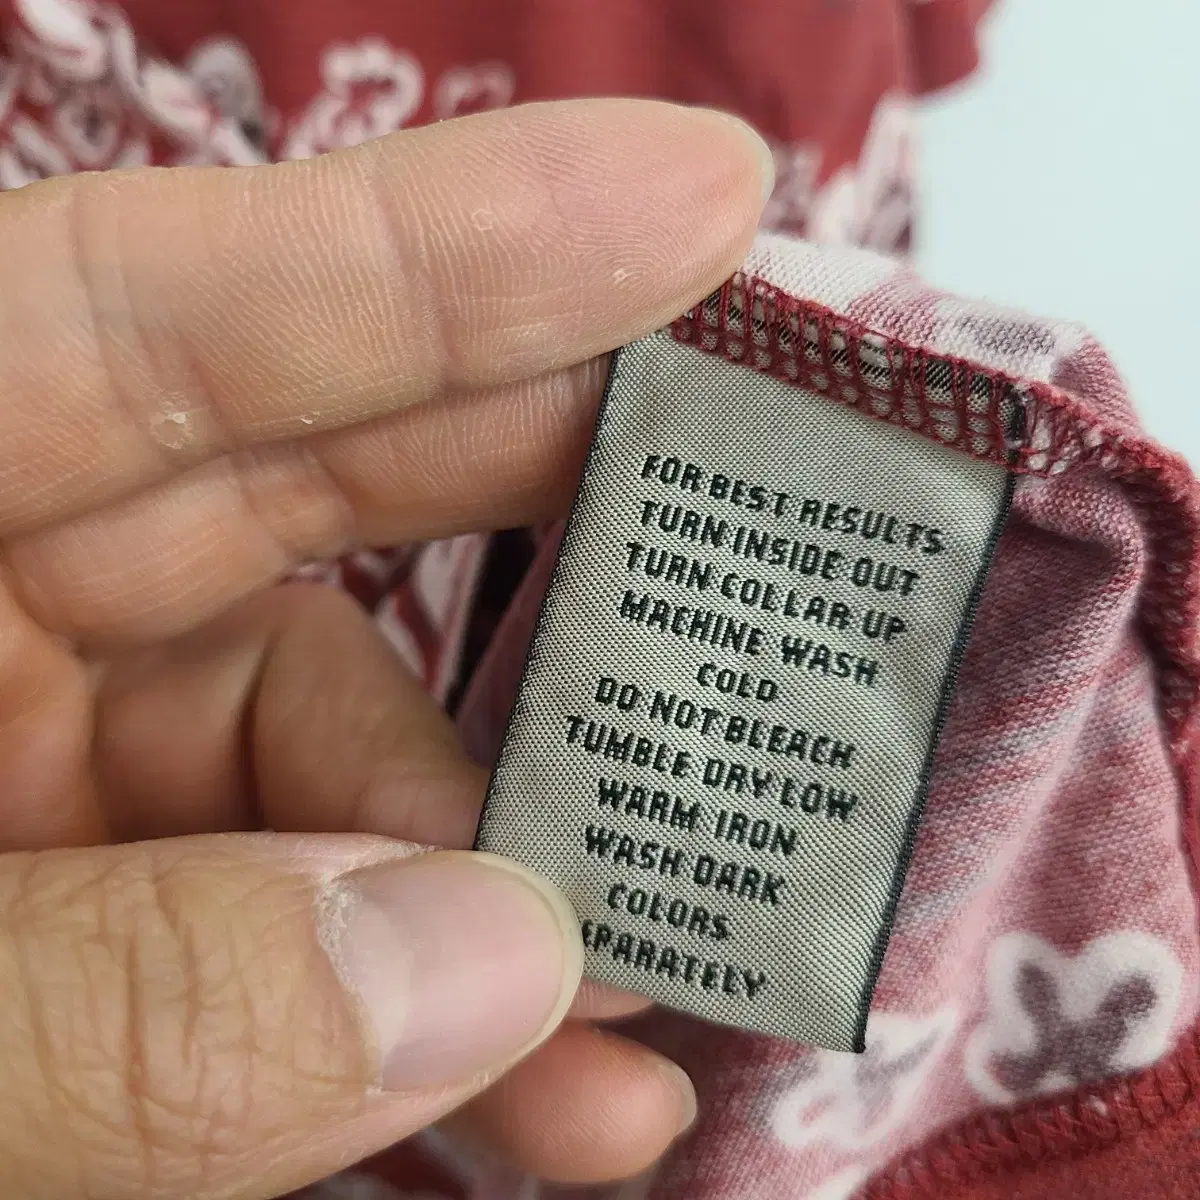 FOR BEST RESULTS
TURN INSIDE OUT
TURN COLLAR UP
MACHINE WASH
COLD
DO NOT BLEACH
TUMBLE DRY LOW
WARM IRON
WASH DARK
COLORS
EPARATELY